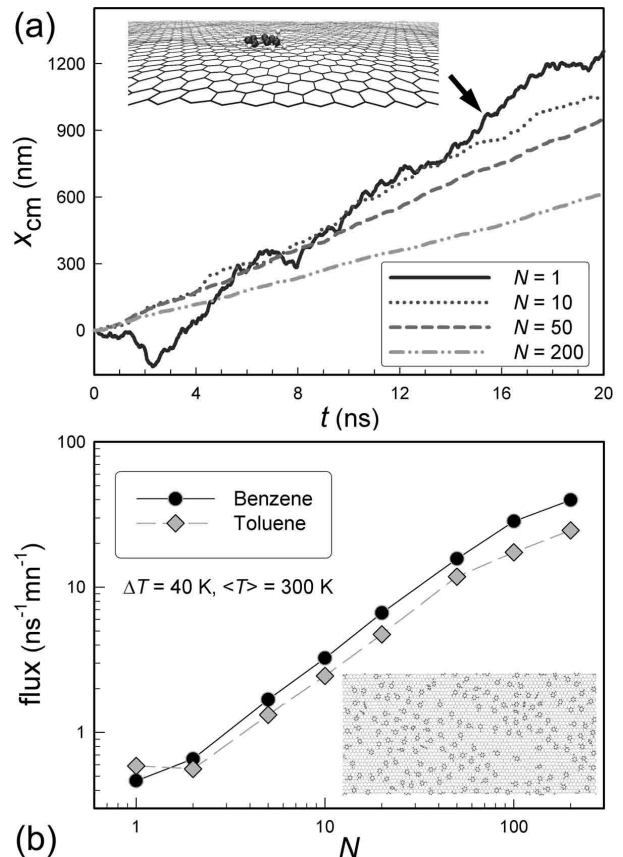 (a)
1200
900
600
300
0
x_cm (nm)
N = 1
N = 10
N = 50
N = 200
0 4 8 12 16 20
t (ns)
100
10
1
flux (ns⁻¹mn⁻¹)
Benzene
Toluene
ΔT = 40 K, <T> = 300 K
1 10 100
(b)
N